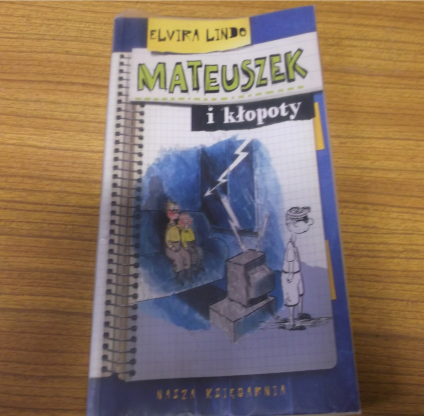 ELVIRA LINDO
MATEUSZEK
i kłopoty
NASZA KSIĘGARNIA